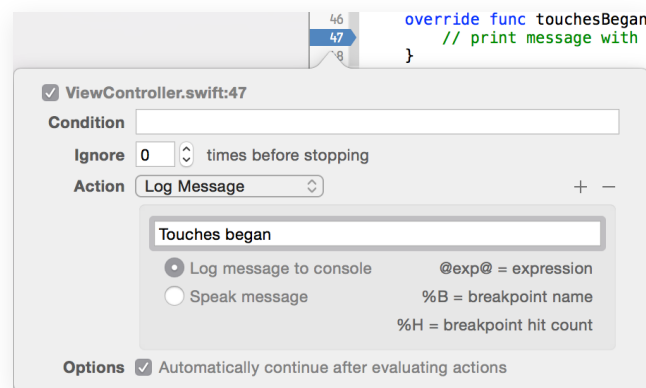 46 override func touchesBegan
47 // print message with
48 }
ViewController.swift:47
Condition
Ignore 0 times before stopping
Action Log Message + −
Touches began
Log message to console @exp@ = expression
Speak message %B = breakpoint name
%H = breakpoint hit count
Options Automatically continue after evaluating actions